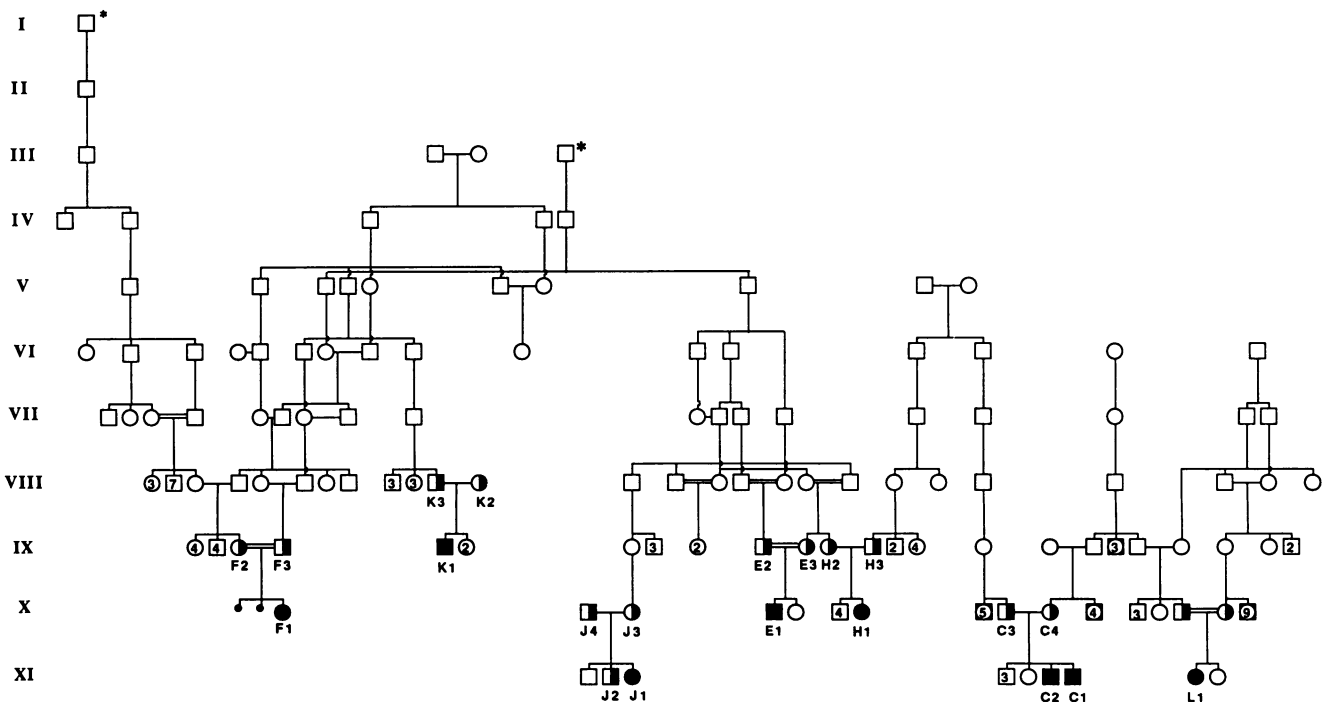 I *
II
III *
IV
V
VI
VII
VIII 3 7 3 3 K3 K2
IX 4 4 F2 F3 K1 2 3 2 E2 E3 H2 H3 2 4 3 2
X F1 J4 J3 E1 4 H1 5 C3 C4 4 3 9
XI J2 J1 3 C2 C1 L1